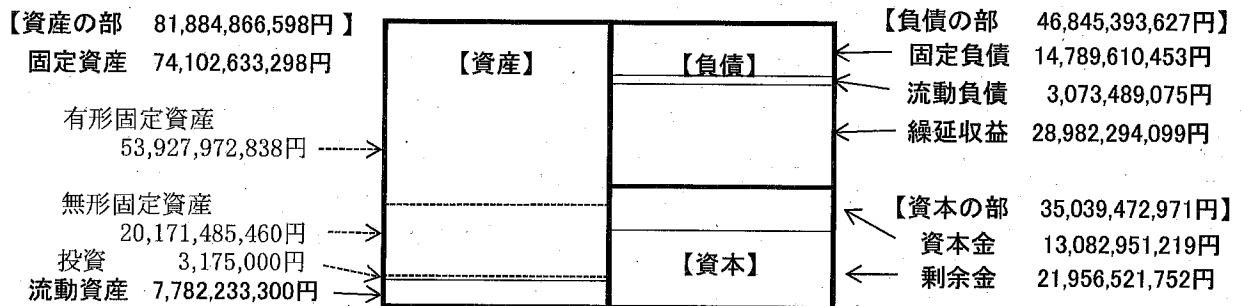 【資産の部 81,884,866,598円 】
固定資産 74,102,633,298円
有形固定資産
53,927,972,838円
無形固定資産
20,171,485,460円
投資 3,175,000円
流動資産 7,782,233,300円
【資産】
【負債】
【資本】
【負債の部 46,845,393,627円】
固定負債 14,789,610,453円
流動負債 3,073,489,075円
繰延収益 28,982,294,099円
【資本の部 35,039,472,971円】
資本金 13,082,951,219円
剰余金 21,956,521,752円